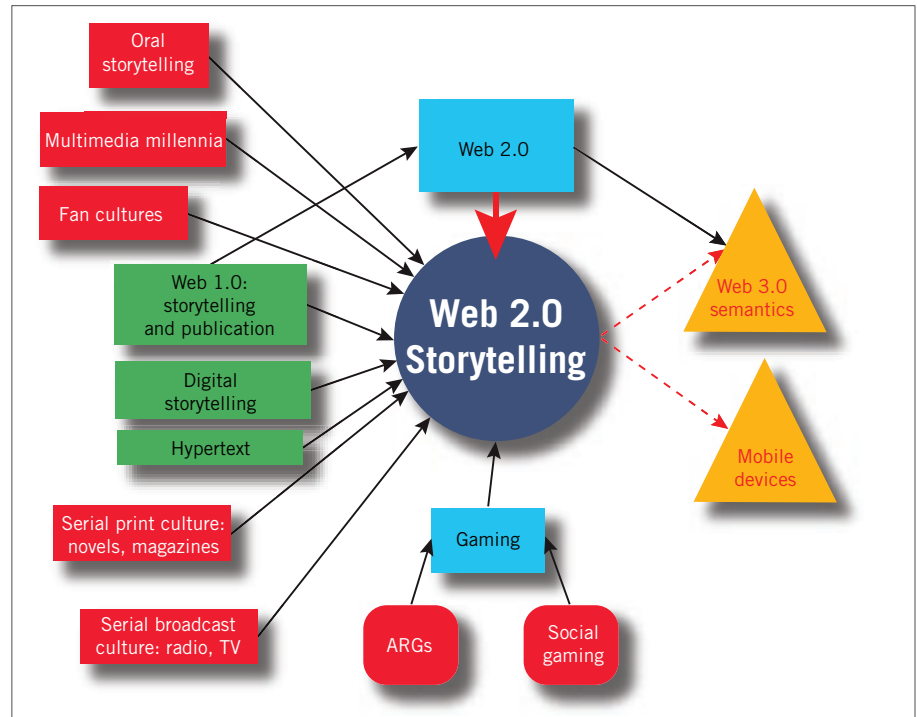 Oral
storytelling
Multimedia millennia
Fan cultures
Web 1.0:
storytelling
and publication
Digital
storytelling
Hypertext
Serial print culture:
novels, magazines
Serial broadcast
culture: radio, TV
Web 2.0
Web 2.0
Storytelling
Gaming
ARGs
Social
gaming
Web 3.0
semantics
Mobile
devices